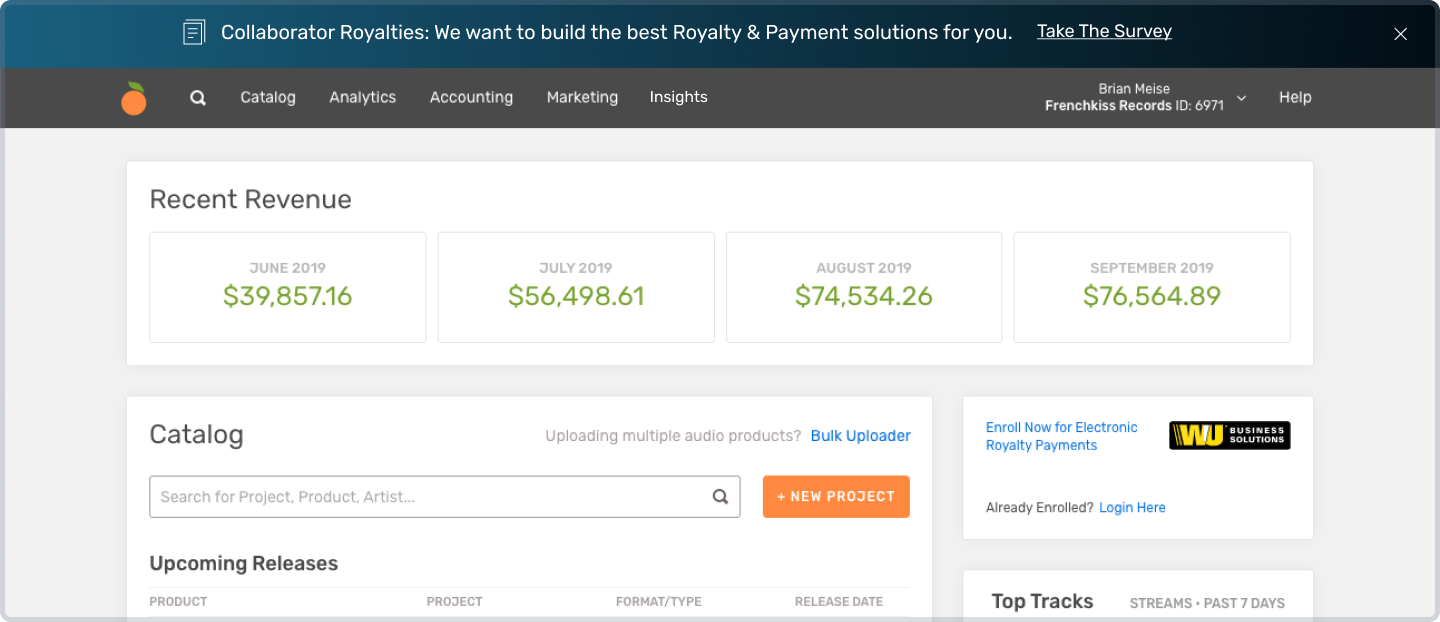 Collaborator Royalties: We want to build the best Royalty & Payment solutions for you. Take The Survey
Catalog Analytics Accounting Marketing Insights
Brian Meise
Frenchkiss Records ID: 6971
Help
Recent Revenue
JUNE 2019
$39,857.16
JULY 2019
$56,498.61
AUGUST 2019
$74,534.26
SEPTEMBER 2019
$76,564.89
Catalog
Uploading multiple audio products? Bulk Uploader
Search for Project, Product, Artist...
+ NEW PROJECT
Upcoming Releases
PRODUCT PROJECT FORMAT/TYPE RELEASE DATE
Enroll Now for Electronic
Royalty Payments
WU BUSINESS
SOLUTIONS
Already Enrolled? Login Here
Top Tracks STREAMS • PAST 7 DAYS